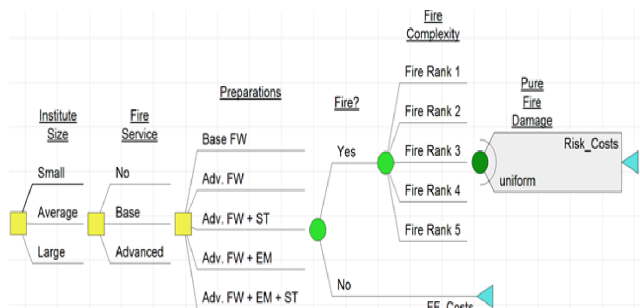 Fire
Complexity
Fire Rank 1
Pure
Fire
Damage
Preparations
Fire?
Fire Rank 2
Institute
Size
Fire
Service
Base FW
Yes
Fire Rank 3
Risk_Costs
Small
No
Adv. FW
uniform
Average
Base
Adv. FW + ST
Fire Rank 4
Large
Advanced
Adv. FW + EM
Fire Rank 5
No
Adv. FW + EM + ST